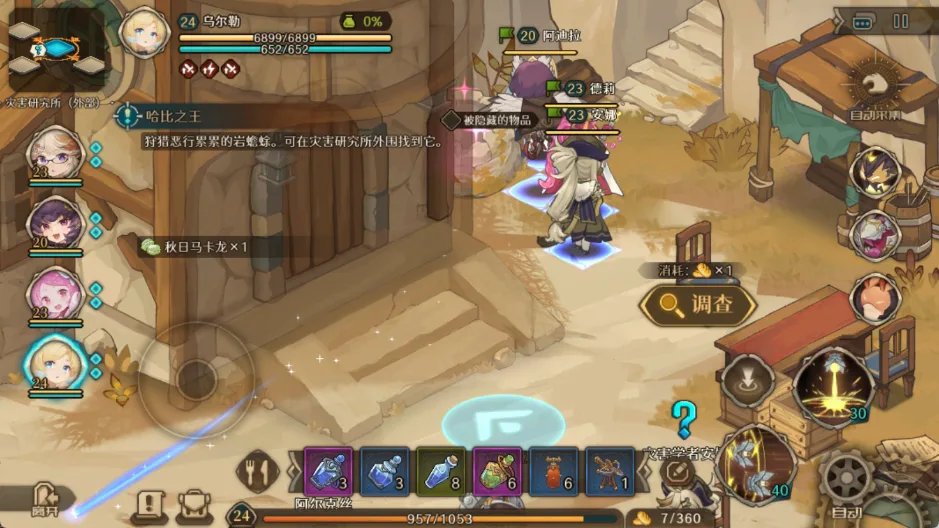 24 乌尔勒
0%
6899/6899
652/652
20 阿迪拉
23 德莉
23 安娜
灾害研究所（外部）
哈比之王
狩猎恶行累累的岩蟾蜍。可在灾害研究所外围找到它。
被隐藏的物品
自动采集
23
20
23
24
秋日马卡龙×1
消耗: ×1
调查
30
40
灾害学者安
3
3
8
6
6
1
阿尔克丝
离开
24
957/1053
7/360
自动